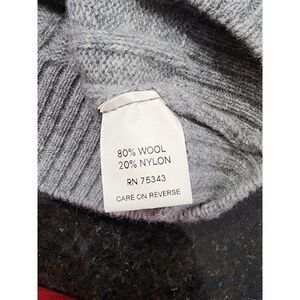 80% WOOL
20% NYLON
RN 75343
CARE ON REVERSE